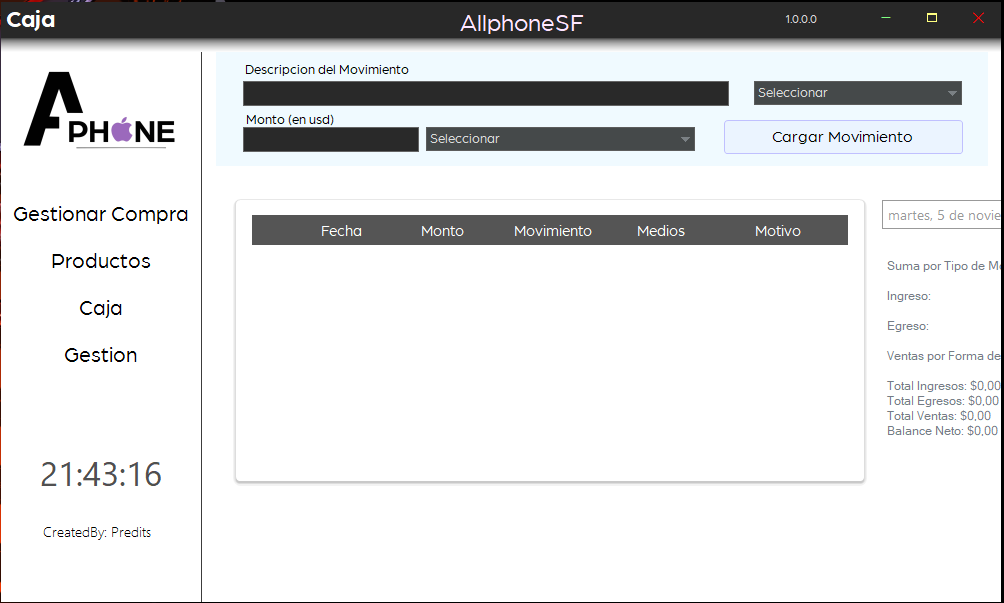 Caja
AllphoneSF
1.0.0.0
APHONE
Descripcion del Movimiento
Seleccionar
Monto (en usd)
Seleccionar
Cargar Movimiento
Gestionar Compra
Productos
Caja
Gestion
21:43:16
CreatedBy: Predits
Fecha Monto Movimiento Medios Motivo
martes, 5 de novie
Suma por Tipo de Mo
Ingreso:
Egreso:
Ventas por Forma de
Total Ingresos: $0,00
Total Egresos: $0,00
Total Ventas: $0,00
Balance Neto: $0,00